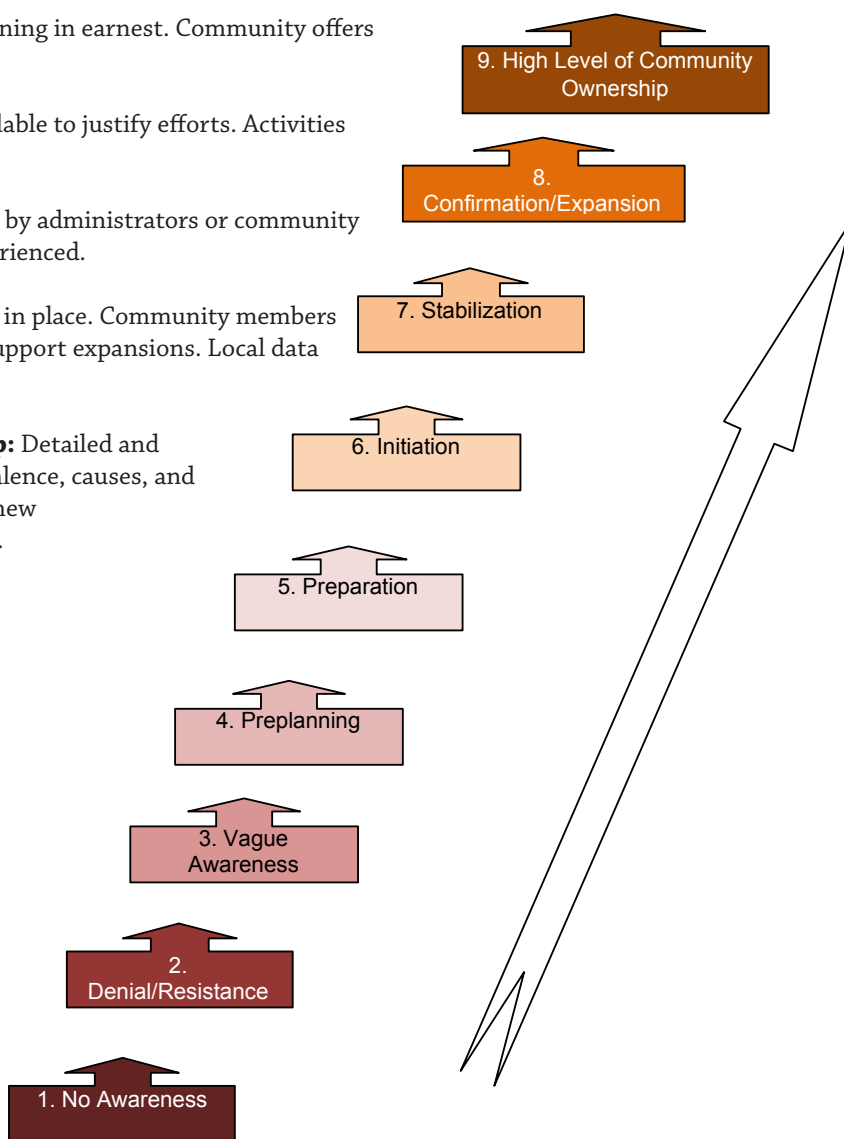 ning in earnest. Community offers
lable to justify efforts. Activities
by administrators or community
rienced.
in place. Community members
upport expansions. Local data
p: Detailed and
alence, causes, and
new
.
9. High Level of Community
Ownership
8.
Confirmation/Expansion
7. Stabilization
6. Initiation
5. Preparation
4. Preplanning
3. Vague
Awareness
2.
Denial/Resistance
1. No Awareness